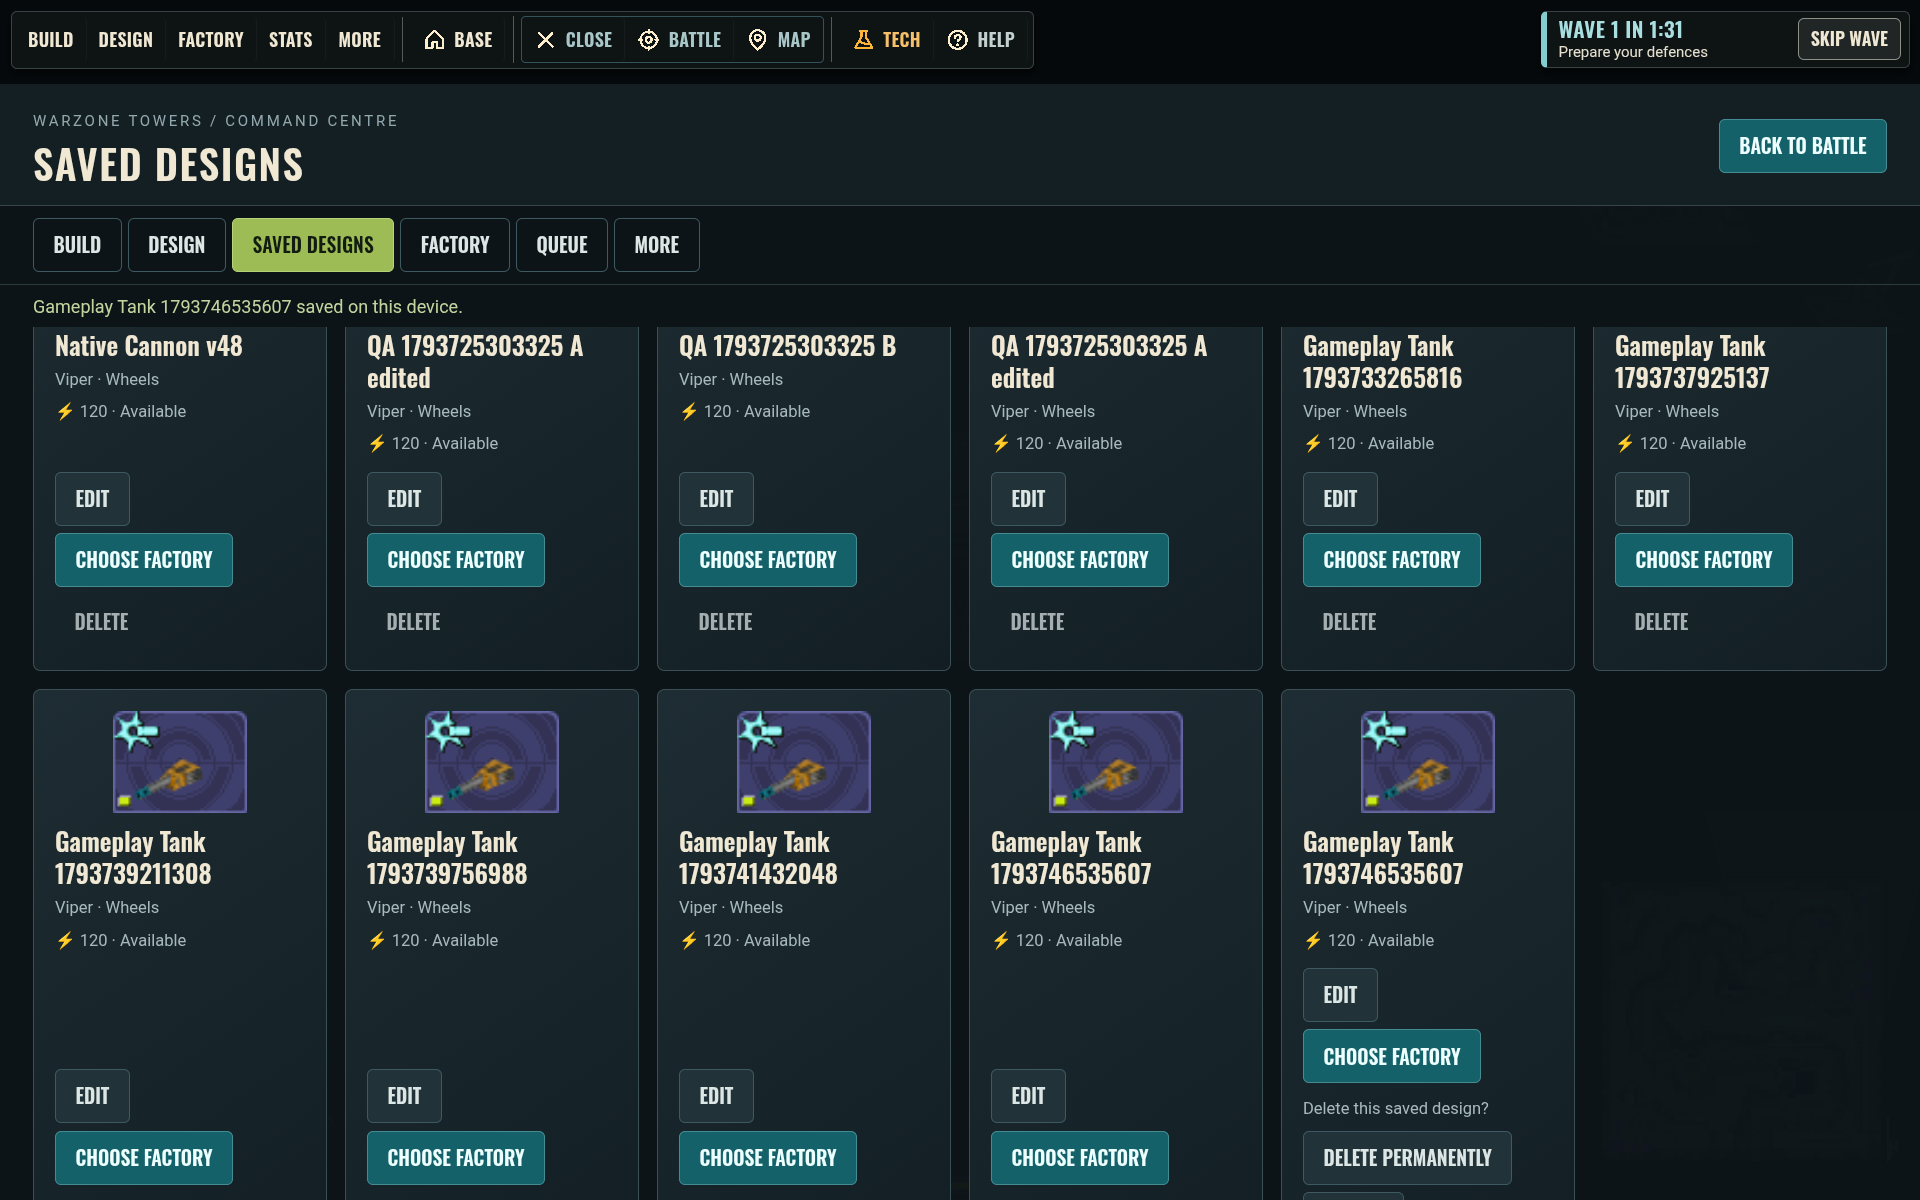 BUILD DESIGN FACTORY STATS MORE BASE CLOSE BATTLE MAP TECH HELP
WAVE 1 IN 1:31
Prepare your defences
SKIP WAVE
WARZONE TOWERS / COMMAND CENTRE
SAVED DESIGNS
BACK TO BATTLE
BUILD DESIGN SAVED DESIGNS FACTORY QUEUE MORE
Gameplay Tank 1793746535607 saved on this device.
Native Cannon v48
Viper · Wheels
⚡ 120 · Available
EDIT
CHOOSE FACTORY
DELETE
QA 1793725303325 A
edited
Viper · Wheels
⚡ 120 · Available
EDIT
CHOOSE FACTORY
DELETE
QA 1793725303325 B
Viper · Wheels
⚡ 120 · Available
EDIT
CHOOSE FACTORY
DELETE
QA 1793725303325 A
edited
Viper · Wheels
⚡ 120 · Available
EDIT
CHOOSE FACTORY
DELETE
Gameplay Tank
1793733265816
Viper · Wheels
⚡ 120 · Available
EDIT
CHOOSE FACTORY
DELETE
Gameplay Tank
1793737925137
Viper · Wheels
⚡ 120 · Available
EDIT
CHOOSE FACTORY
DELETE
Gameplay Tank
1793739211308
Viper · Wheels
⚡ 120 · Available
EDIT
CHOOSE FACTORY
Gameplay Tank
1793739756988
Viper · Wheels
⚡ 120 · Available
EDIT
CHOOSE FACTORY
Gameplay Tank
1793741432048
Viper · Wheels
⚡ 120 · Available
EDIT
CHOOSE FACTORY
Gameplay Tank
1793746535607
Viper · Wheels
⚡ 120 · Available
EDIT
CHOOSE FACTORY
Gameplay Tank
1793746535607
Viper · Wheels
⚡ 120 · Available
EDIT
CHOOSE FACTORY
Delete this saved design?
DELETE PERMANENTLY